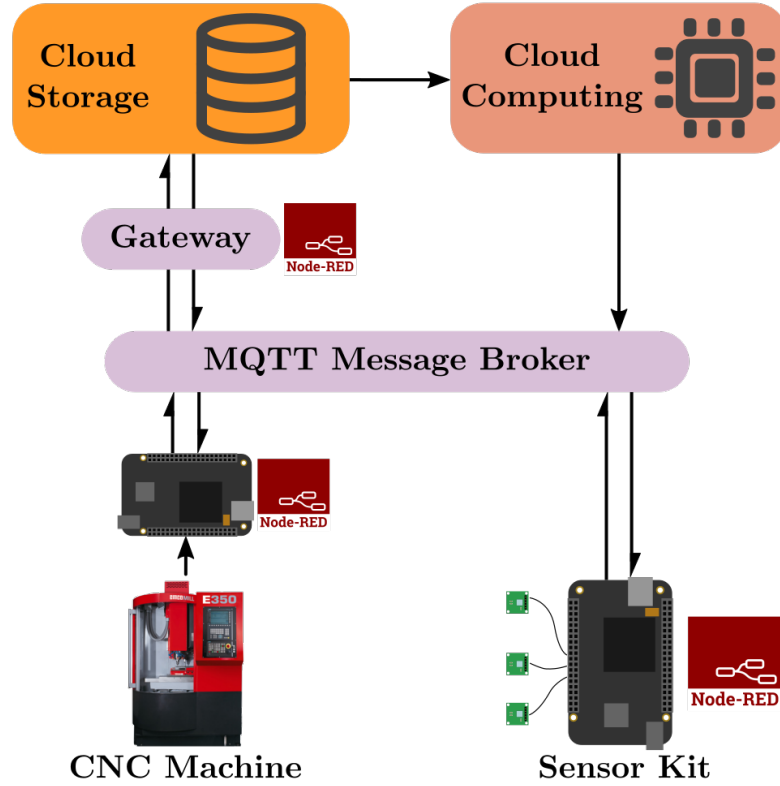 Cloud
Storage
Cloud
Computing
Gateway
Node-RED
MQTT Message Broker
Node-RED
E350
Node-RED
CNC Machine
Sensor Kit